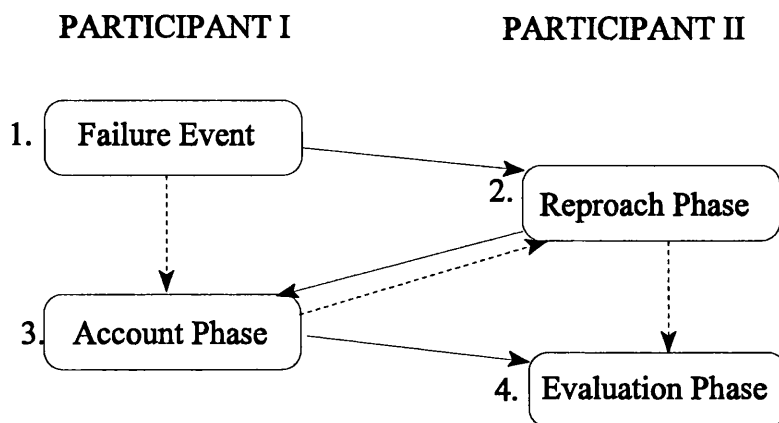 PARTICIPANT I
PARTICIPANT II
1. Failure Event
2. Reproach Phase
3. Account Phase
4. Evaluation Phase